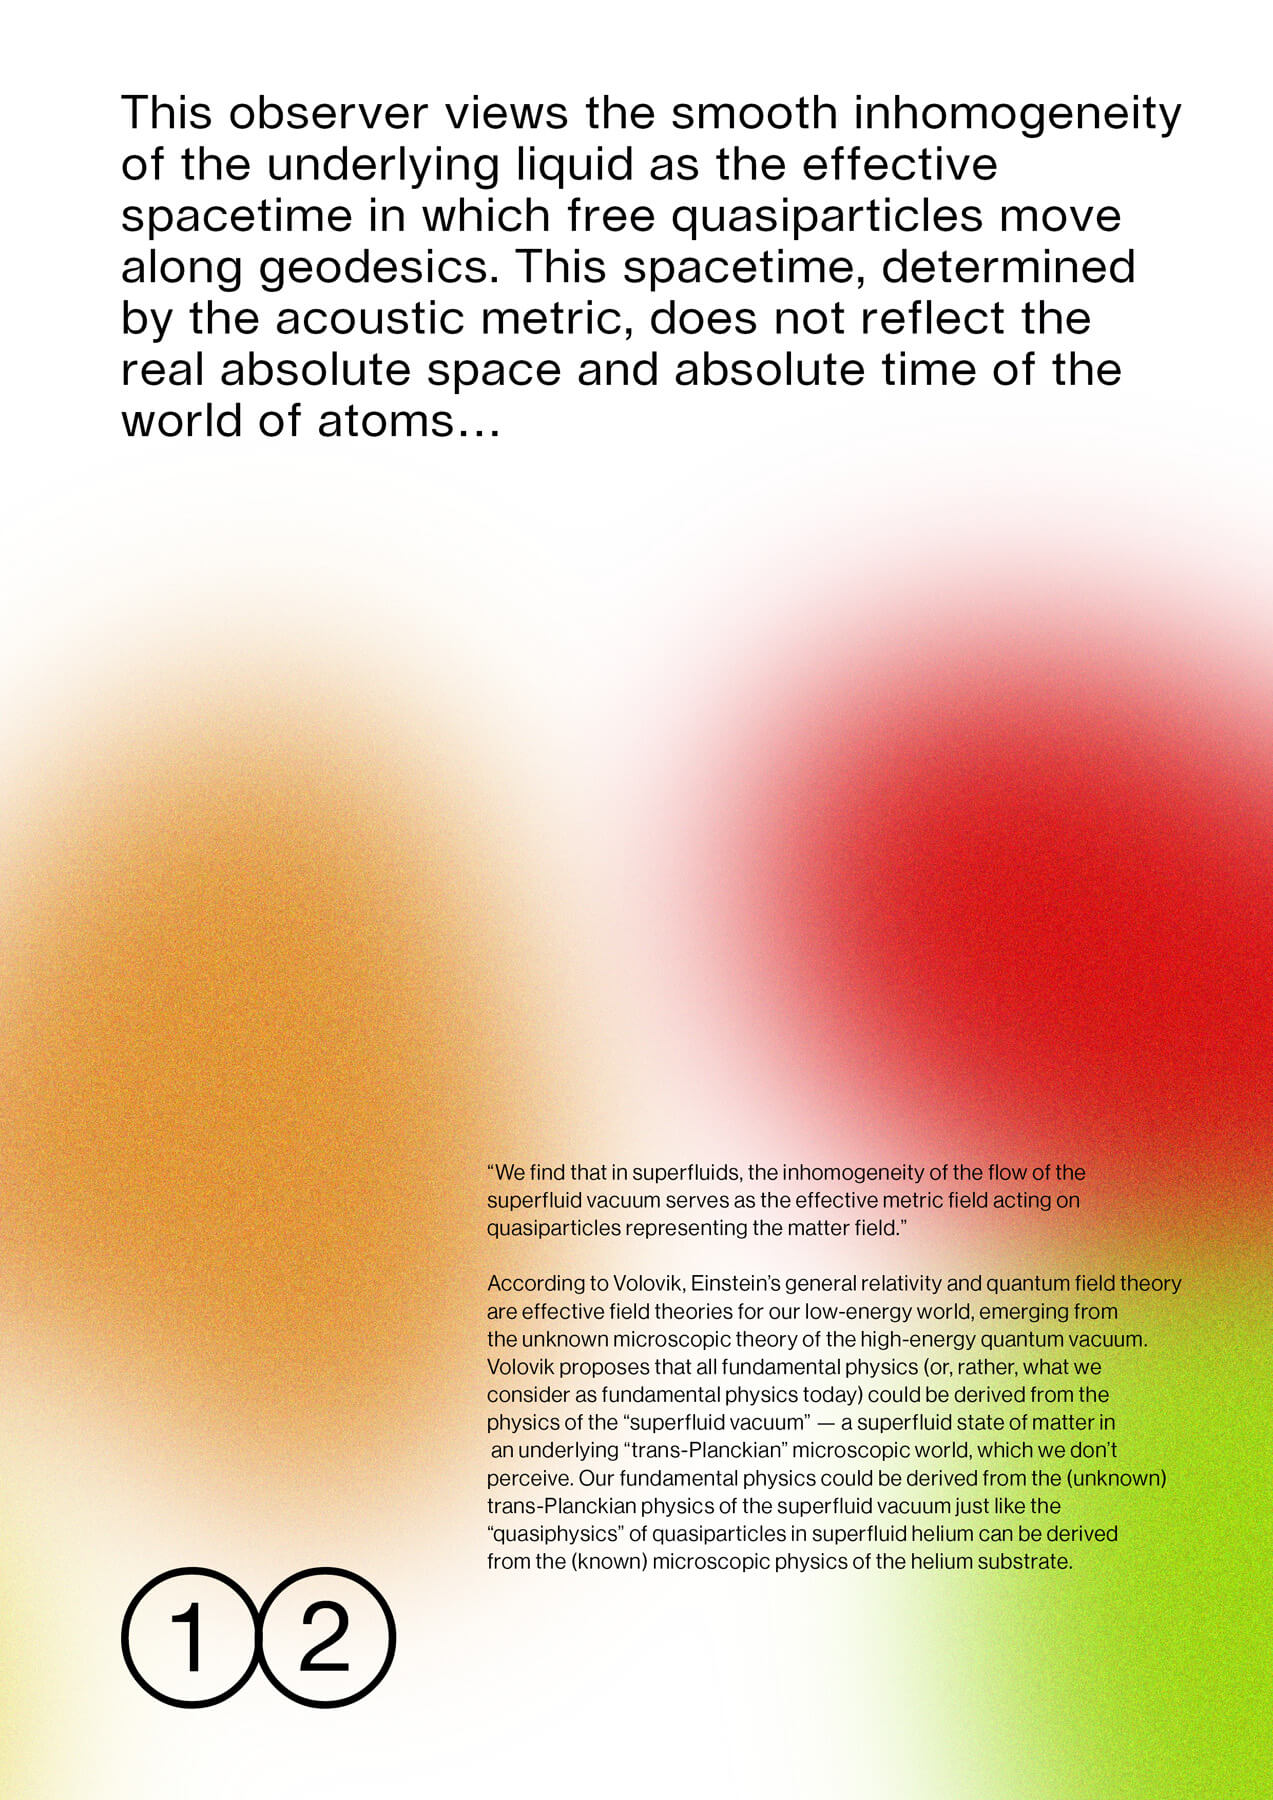 This observer views the smooth inhomogeneity
of the underlying liquid as the effective
spacetime in which free quasiparticles move
along geodesics. This spacetime, determined
by the acoustic metric, does not reflect the
real absolute space and absolute time of the
world of atoms…
“We find that in superfluids, the inhomogeneity of the flow of the
superfluid vacuum serves as the effective metric field acting on
quasiparticles representing the matter field.”
According to Volovik, Einstein’s general relativity and quantum field theory
are effective field theories for our low-energy world, emerging from
the unknown microscopic theory of the high-energy quantum vacuum.
Volovik proposes that all fundamental physics (or, rather, what we
consider as fundamental physics today) could be derived from the
physics of the “superfluid vacuum” — a superfluid state of matter in
an underlying “trans-Planckian” microscopic world, which we don’t
perceive. Our fundamental physics could be derived from the (unknown)
trans-Planckian physics of the superfluid vacuum just like the
“quasiphysics” of quasiparticles in superfluid helium can be derived
from the (known) microscopic physics of the helium substrate.
1 2